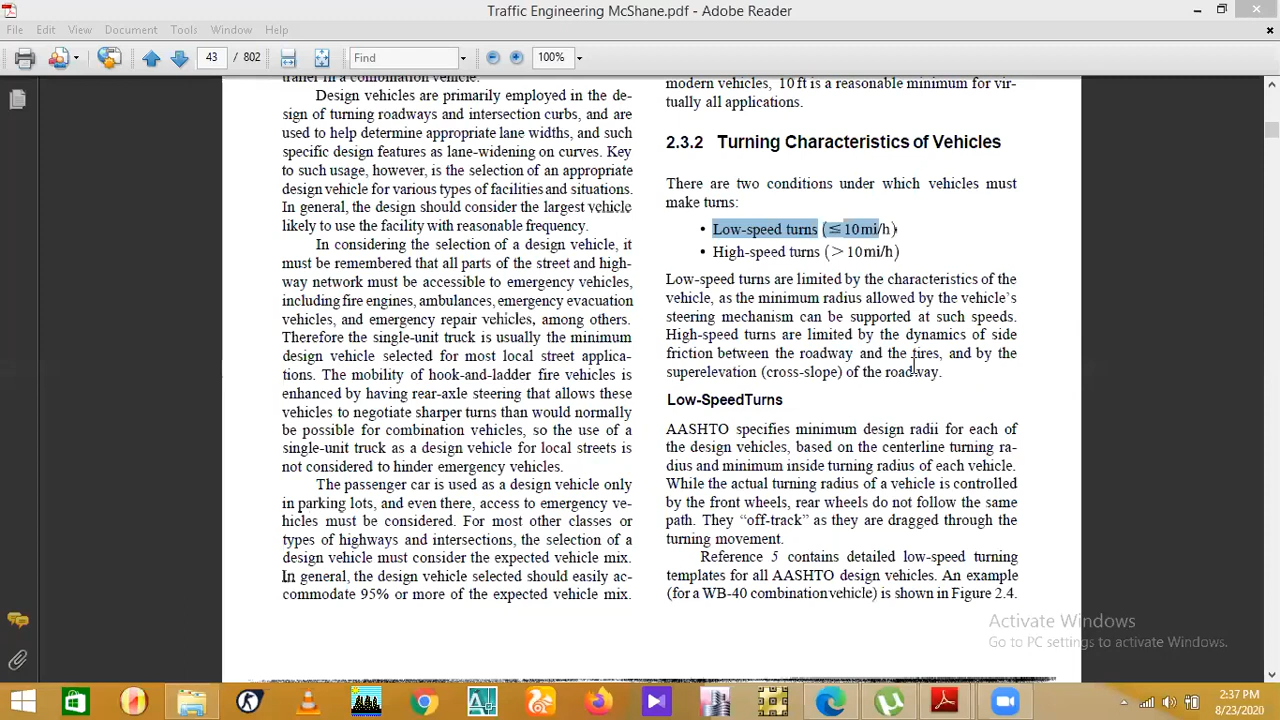 Traffic Engineering McShane.pdf - Adobe Reader
File Edit View Document Tools Window Help
43 / 802 Find 100%
trailer in a combination vehicle.
Design vehicles are primarily employed in the de-
sign of turning roadways and intersection curbs, and are
used to help determine appropriate lane widths, and such
specific design features as lane-widening on curves. Key
to such usage, however, is the selection of an appropriate
design vehicle for various types of facilities and situations.
In general, the design should consider the largest vehicle
likely to use the facility with reasonable frequency.
In considering the selection of a design vehicle, it
must be remembered that all parts of the street and high-
way network must be accessible to emergency vehicles,
including fire engines, ambulances, emergency evacuation
vehicles, and emergency repair vehicles, among others.
Therefore the single-unit truck is usually the minimum
design vehicle selected for most local street applica-
tions. The mobility of hook-and-ladder fire vehicles is
enhanced by having rear-axle steering that allows these
vehicles to negotiate sharper turns than would normally
be possible for combination vehicles, so the use of a
single-unit truck as a design vehicle for local streets is
not considered to hinder emergency vehicles.
The passenger car is used as a design vehicle only
in parking lots, and even there, access to emergency ve-
hicles must be considered. For most other classes or
types of highways and intersections, the selection of a
design vehicle must consider the expected vehicle mix.
In general, the design vehicle selected should easily ac-
commodate 95% or more of the expected vehicle mix.
modern vehicles, 10 ft is a reasonable minimum for vir-
tually all applications.
2.3.2 Turning Characteristics of Vehicles
There are two conditions under which vehicles must
make turns:
• Low-speed turns (≤10mi/h)
• High-speed turns (>10mi/h)
Low-speed turns are limited by the characteristics of the
vehicle, as the minimum radius allowed by the vehicle's
steering mechanism can be supported at such speeds.
High-speed turns are limited by the dynamics of side
friction between the roadway and the tires, and by the
superelevation (cross-slope) of the roadway.
Low-SpeedTurns
AASHTO specifies minimum design radii for each of
the design vehicles, based on the centerline turning ra-
dius and minimum inside turning radius of each vehicle.
While the actual turning radius of a vehicle is controlled
by the front wheels, rear wheels do not follow the same
path. They "off-track" as they are dragged through the
turning movement.
Reference 5 contains detailed low-speed turning
templates for all AASHTO design vehicles. An example
(for a WB-40 combination vehicle) is shown in Figure 2.4.
Activate Windows
Go to PC settings to activate Windows.
2:37 PM
8/23/2020